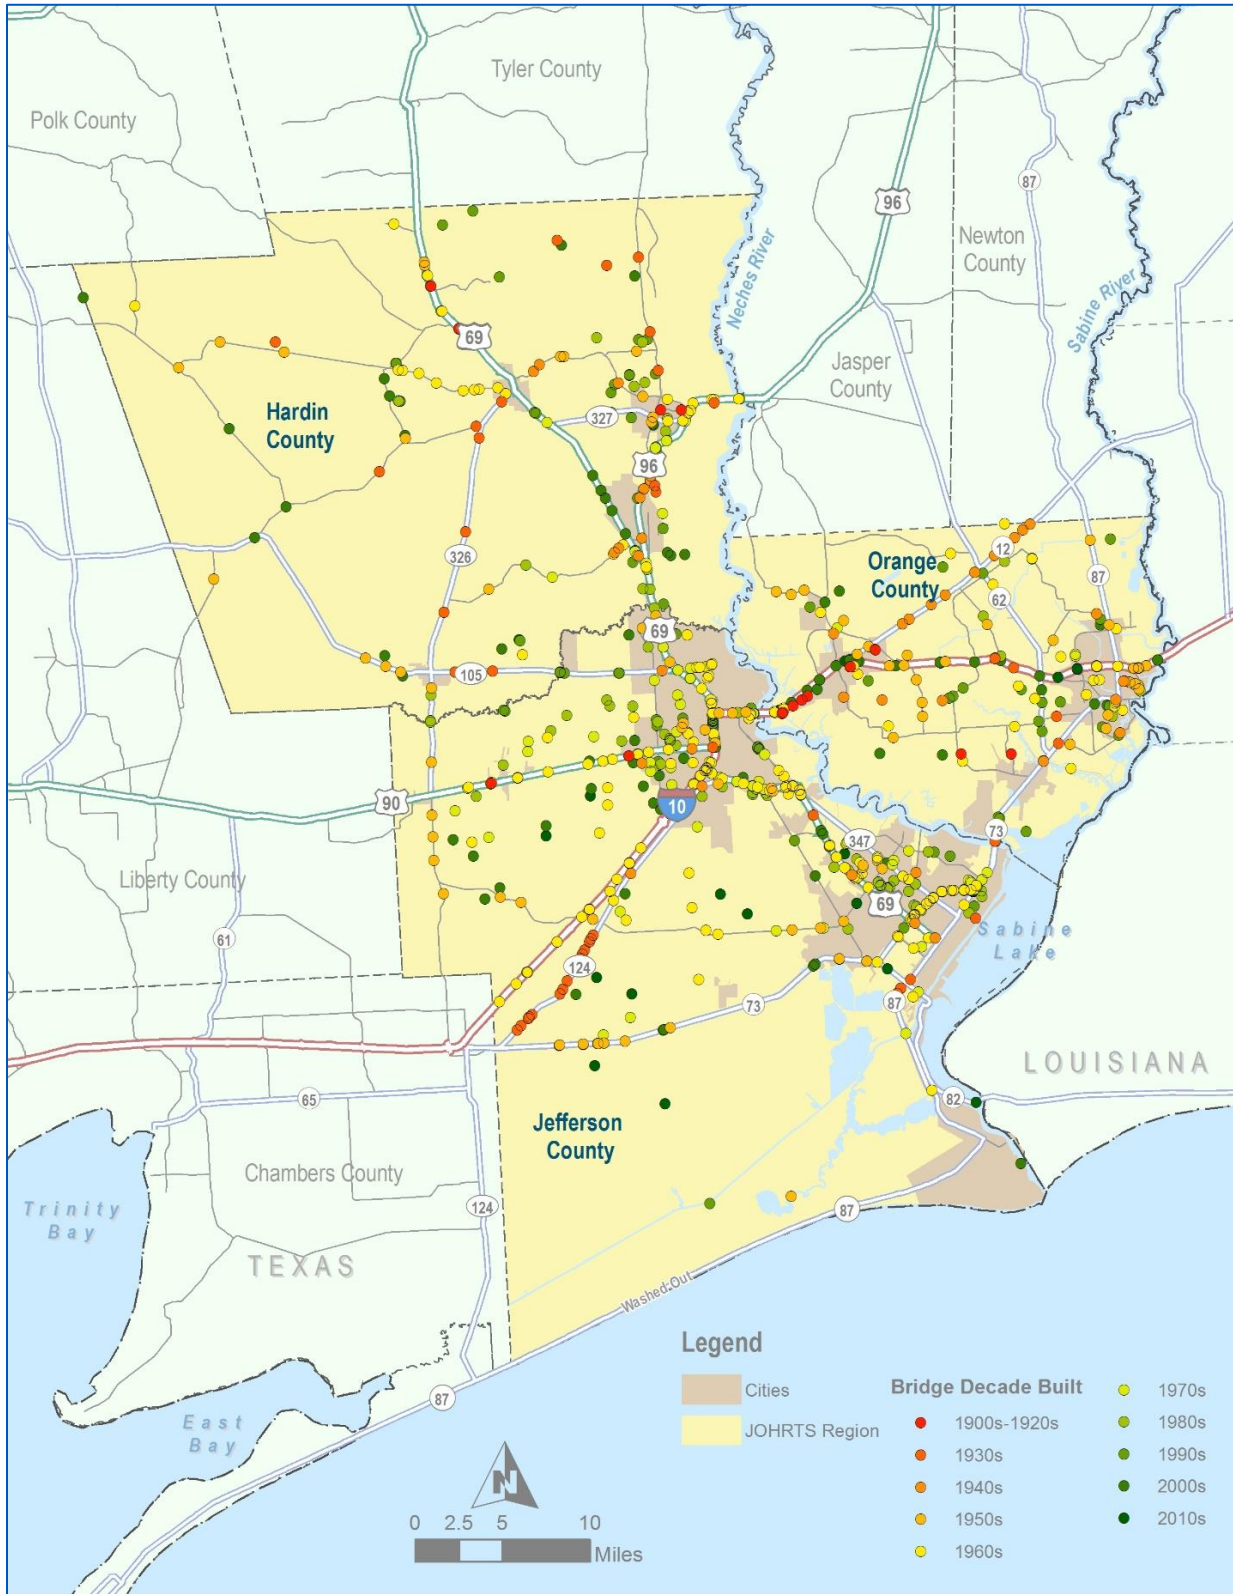 Tyler County
Polk County
87
96
Newton
County
Neches River
Sabine River
69
Jasper
County
Hardin
County
327
96
326
12
Orange
County
87
62
69
105
90
10
347
73
Liberty County
69
Sabine
Lake
61
124
87
73
LOUISIANA
65
82
Jefferson
County
Chambers County
Trinity
Bay
124
87
TEXAS
Washed Out
Legend
Cities
JOHRTS Region
Bridge Decade Built
1900s-1920s
1930s
1940s
1950s
1960s
1970s
1980s
1990s
2000s
2010s
87
East
Bay
N
0 2.5 5 10
Miles